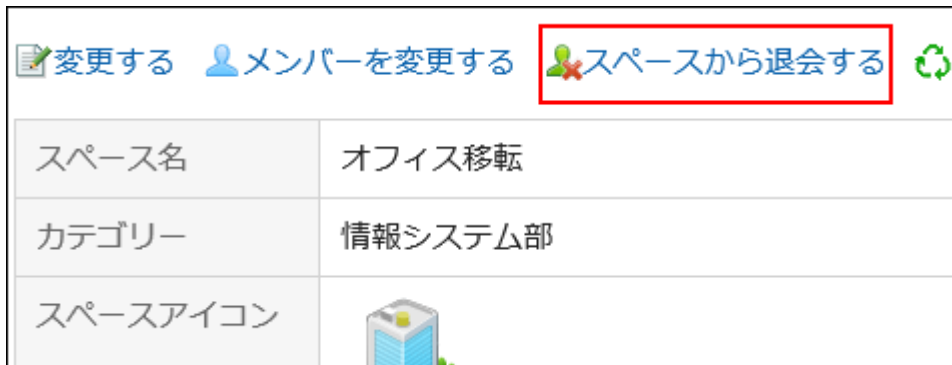 変更する メンバーを変更する スペースから退会する
スペース名 オフィス移転
カテゴリー 情報システム部
スペースアイコン